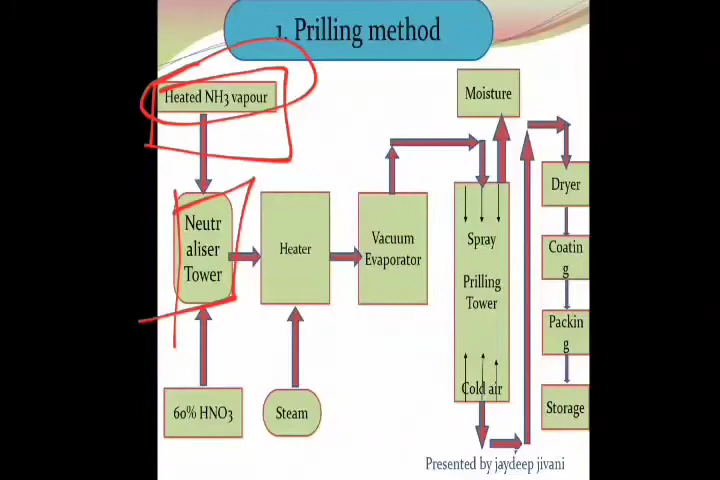 1. Prilling method
Heated NH3 vapour
Moisture
Neutr
aliser
Tower
Heater
Vacuum
Evaporator
Spray
Prilling
Tower
Cold air
Dryer
Coatin
g
Packin
g
Storage
60% HNO3
Steam
Presented by jaydeep jivani